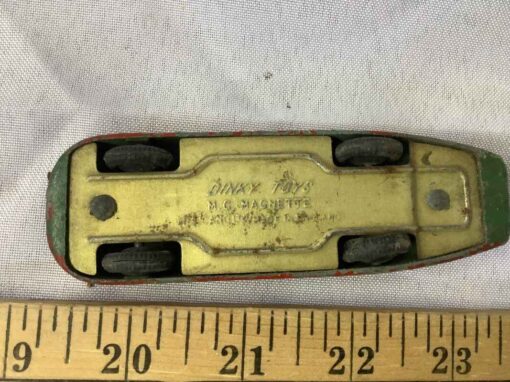 DINKY TOYS
M.G. MAGNETTE
9 20 21 22 23